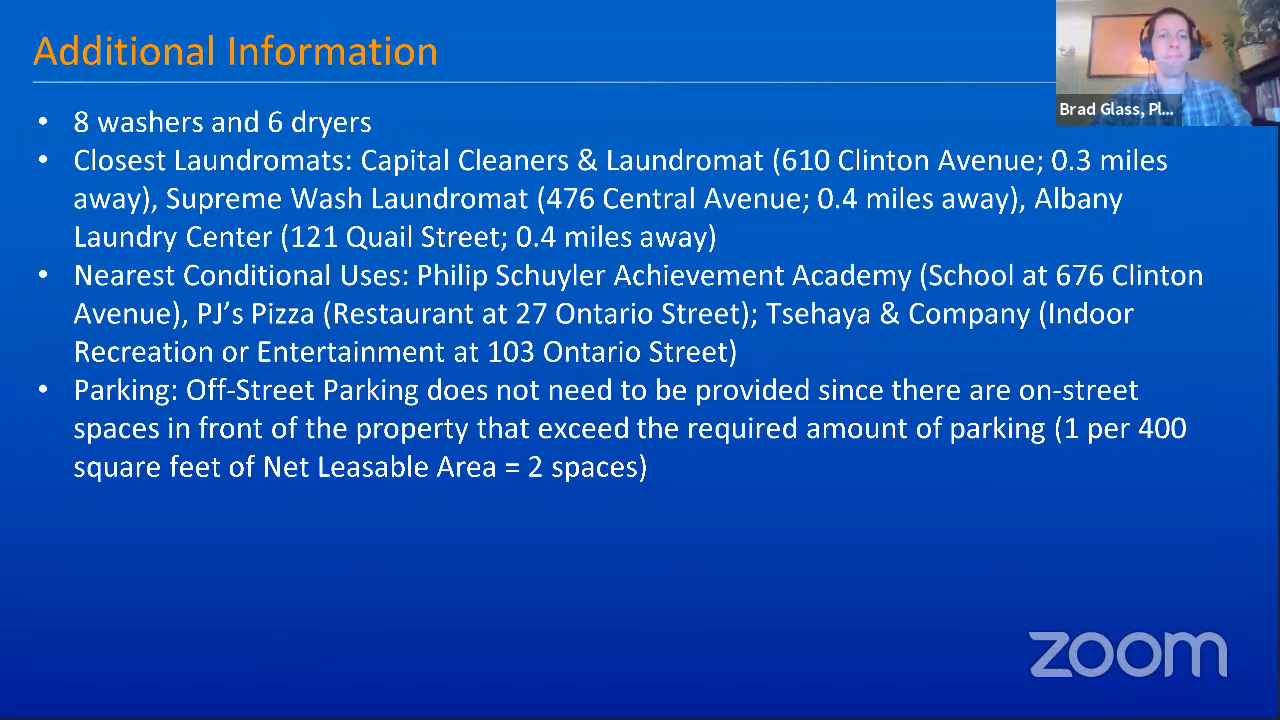 Additional Information
Brad Glass, Pl...
• 8 washers and 6 dryers
• Closest Laundromats: Capital Cleaners & Laundromat (610 Clinton Avenue; 0.3 miles
away), Supreme Wash Laundromat (476 Central Avenue; 0.4 miles away), Albany
Laundry Center (121 Quail Street; 0.4 miles away)
• Nearest Conditional Uses: Philip Schuyler Achievement Academy (School at 676 Clinton
Avenue), PJ’s Pizza (Restaurant at 27 Ontario Street); Tsehaya & Company (Indoor
Recreation or Entertainment at 103 Ontario Street)
• Parking: Off-Street Parking does not need to be provided since there are on-street
spaces in front of the property that exceed the required amount of parking (1 per 400
square feet of Net Leasable Area = 2 spaces)
zoom